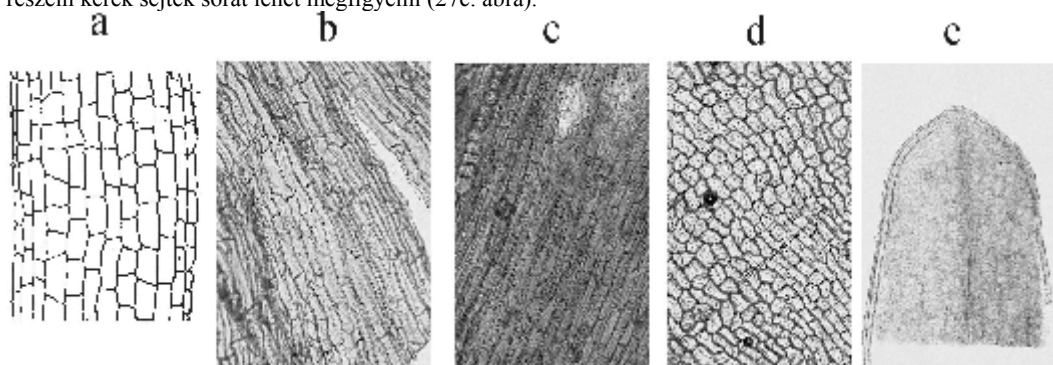 részein kerek sejtek sorát lehet megfigyelni (27c. ábra).
a b c d c